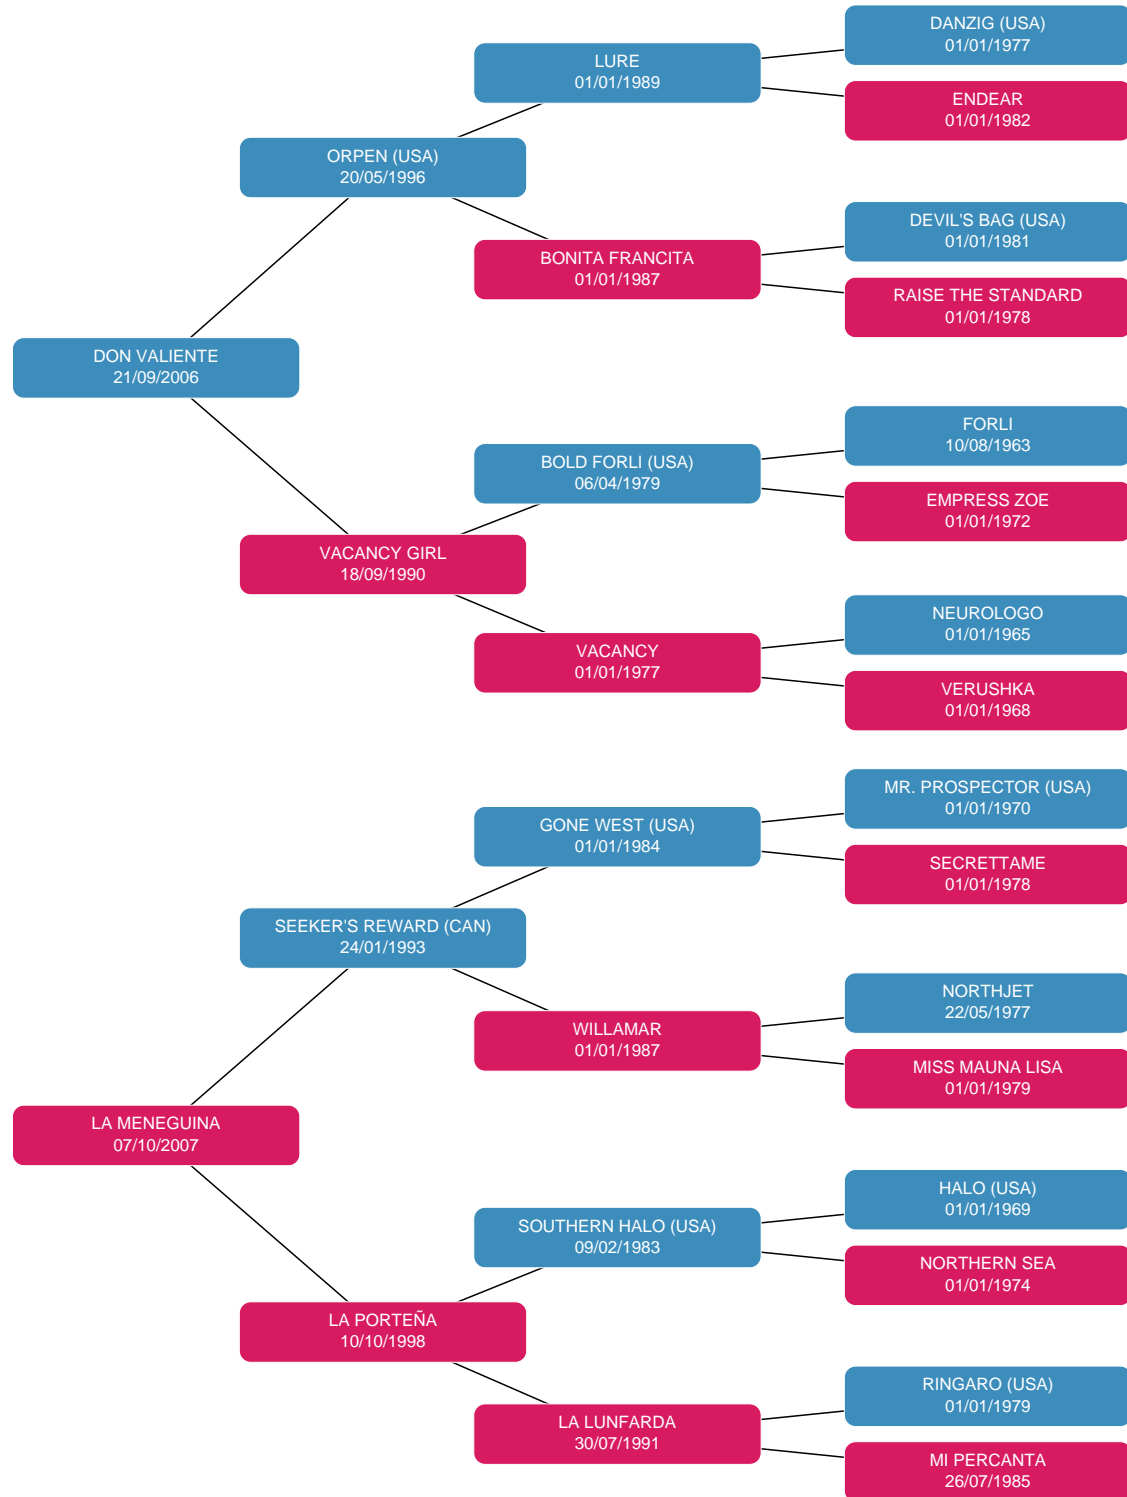 DANZIG (USA)
01/01/1977
LURE
01/01/1989
ENDEAR
01/01/1982
ORPEN (USA)
20/05/1996
DEVIL'S BAG (USA)
01/01/1981
BONITA FRANCITA
01/01/1987
RAISE THE STANDARD
01/01/1978
DON VALIENTE
21/09/2006
FORLI
10/08/1963
BOLD FORLI (USA)
06/04/1979
EMPRESS ZOE
01/01/1972
VACANCY GIRL
18/09/1990
NEUROLOGO
01/01/1965
VACANCY
01/01/1977
VERUSHKA
01/01/1968
MR. PROSPECTOR (USA)
01/01/1970
GONE WEST (USA)
01/01/1984
SECRETTAME
01/01/1978
SEEKER'S REWARD (CAN)
24/01/1993
NORTHJET
22/05/1977
WILLAMAR
01/01/1987
MISS MAUNA LISA
01/01/1979
LA MENEGUINA
07/10/2007
HALO (USA)
01/01/1969
SOUTHERN HALO (USA)
09/02/1983
NORTHERN SEA
01/01/1974
LA PORTEÑA
10/10/1998
RINGARO (USA)
01/01/1979
LA LUNFARDA
30/07/1991
MI PERCANTA
26/07/1985